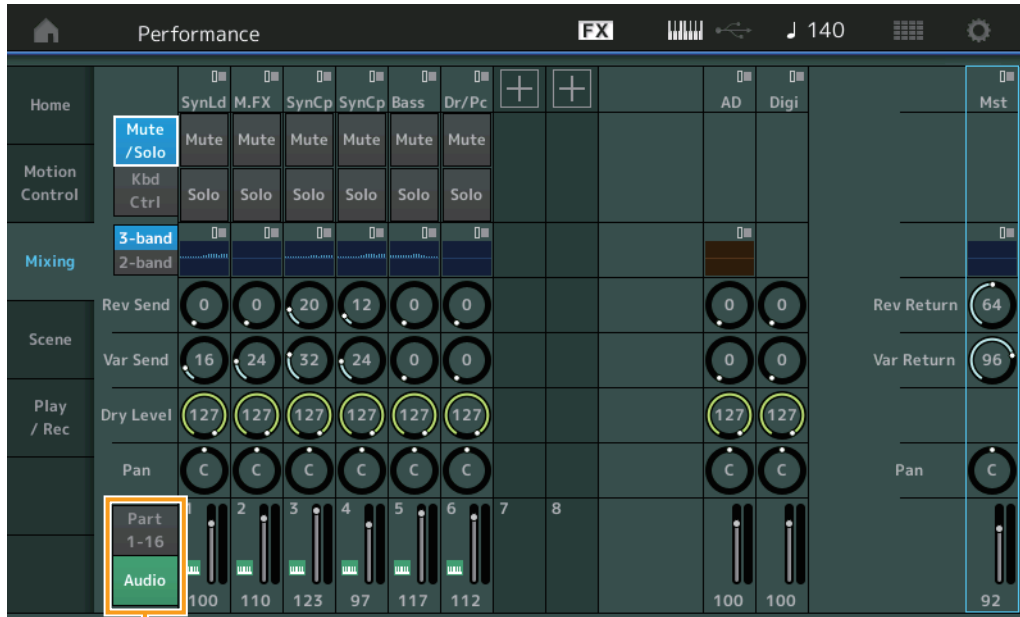 Performance FX 140
Home
SynLd M.FX SynCp SynCp Bass Dr/Pc AD Digi Mst
Mute
/Solo
Mute Mute Mute Mute Mute Mute
Motion
Control
Kbd
Ctrl
Solo Solo Solo Solo Solo Solo
3-band
2-band
Mixing
Rev Send 0 0 20 12 0 0 0 0 Rev Return 64
Scene
Var Send 16 24 32 24 0 0 0 0 Var Return 96
Play
/ Rec
Dry Level 127 127 127 127 127 127 127 127
Pan C C C C C C C C Pan C
Part
1-16
1 2 3 4 5 6 7 8
Audio
100 110 123 97 117 112 100 100 92